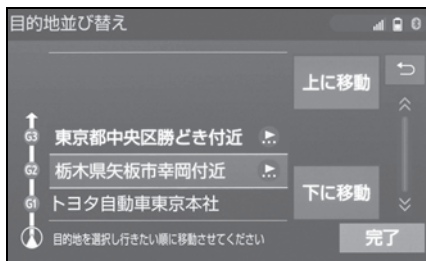 目的地並び替え
上に移動
G3 東京都中央区勝どき付近
G2 栃木県矢板市幸岡付近
G1 トヨタ自動車東京本社
下に移動
目的地を選択し行きたい順に移動させてください
完了